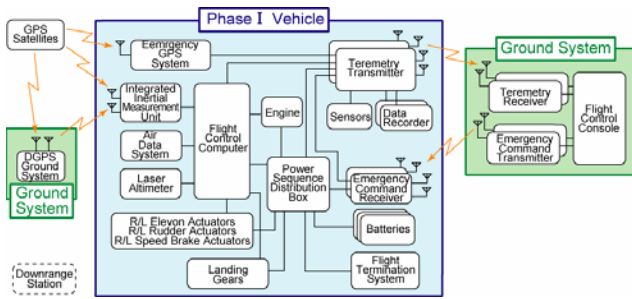 Phase I Vehicle
GPS
Satellites
Eemrgency
GPS
System
Teremetry
Transmitter
Ground System
Integrated
Inertial
Measurement
Unit
Engine
Sensors
Data
Recorder
Teremetry
Receiver
Flight
Control
Console
Flight
Control
Computer
Air
Data
System
Emergency
Command
Transmitter
DGPS
Ground
System
Ground
System
Laser
Altimeter
Power
Sequence
Distribution
Box
Emergency
Command
Receiver
R/L Elevon Actuators
R/L Rudder Actuators
R/L Speed Brake Actuators
Batteries
Landing
Gears
Flight
Termination
System
Downrange
Station